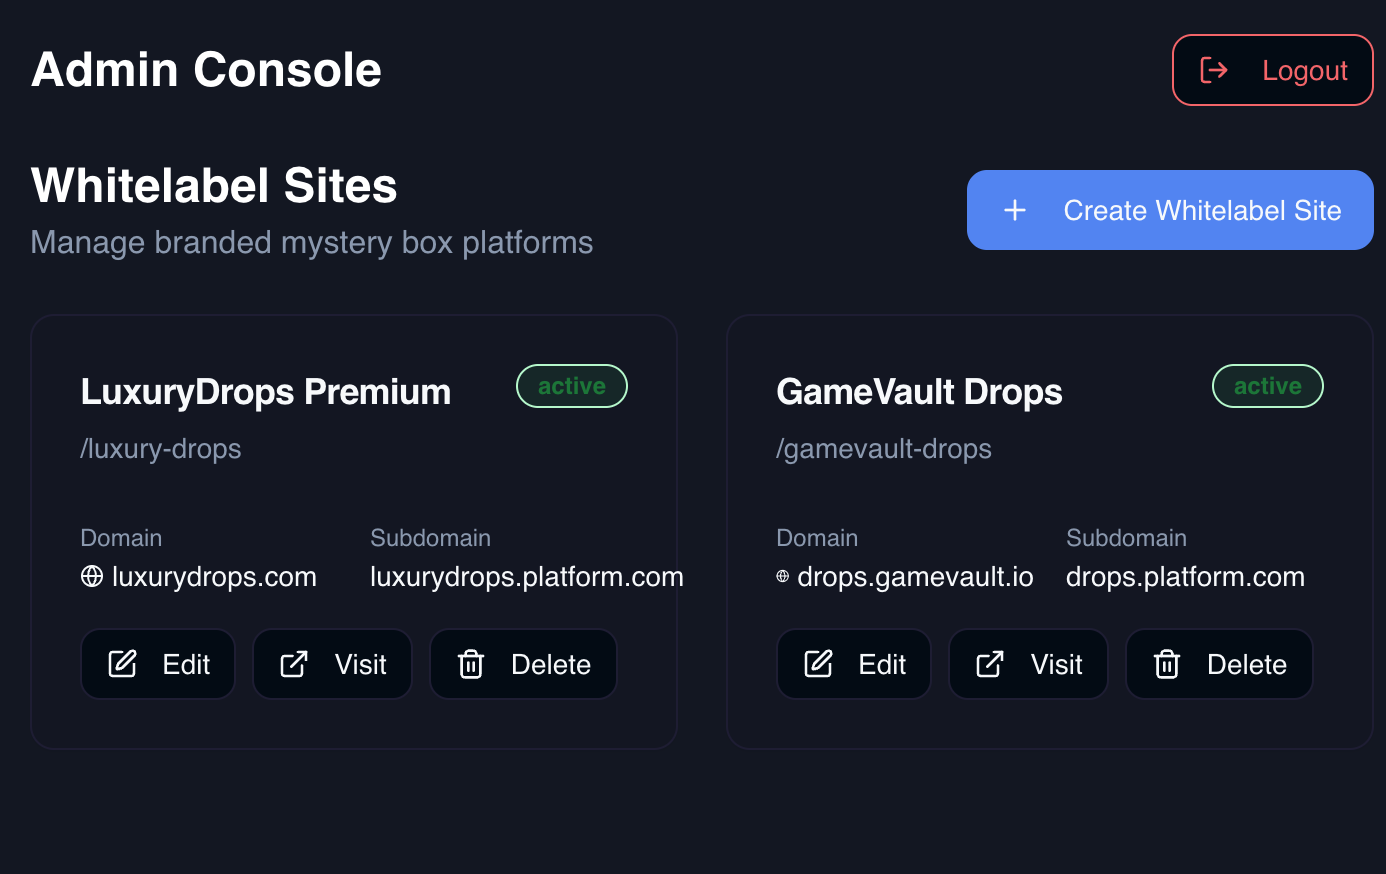 Admin Console
Logout
Whitelabel Sites
Manage branded mystery box platforms
Create Whitelabel Site
LuxuryDrops Premium
active
/luxury-drops
Domain
Subdomain
luxurydrops.com
luxurydrops.platform.com
Edit
Visit
Delete
GameVault Drops
active
/gamevault-drops
Domain
Subdomain
drops.gamevault.io
drops.platform.com
Edit
Visit
Delete